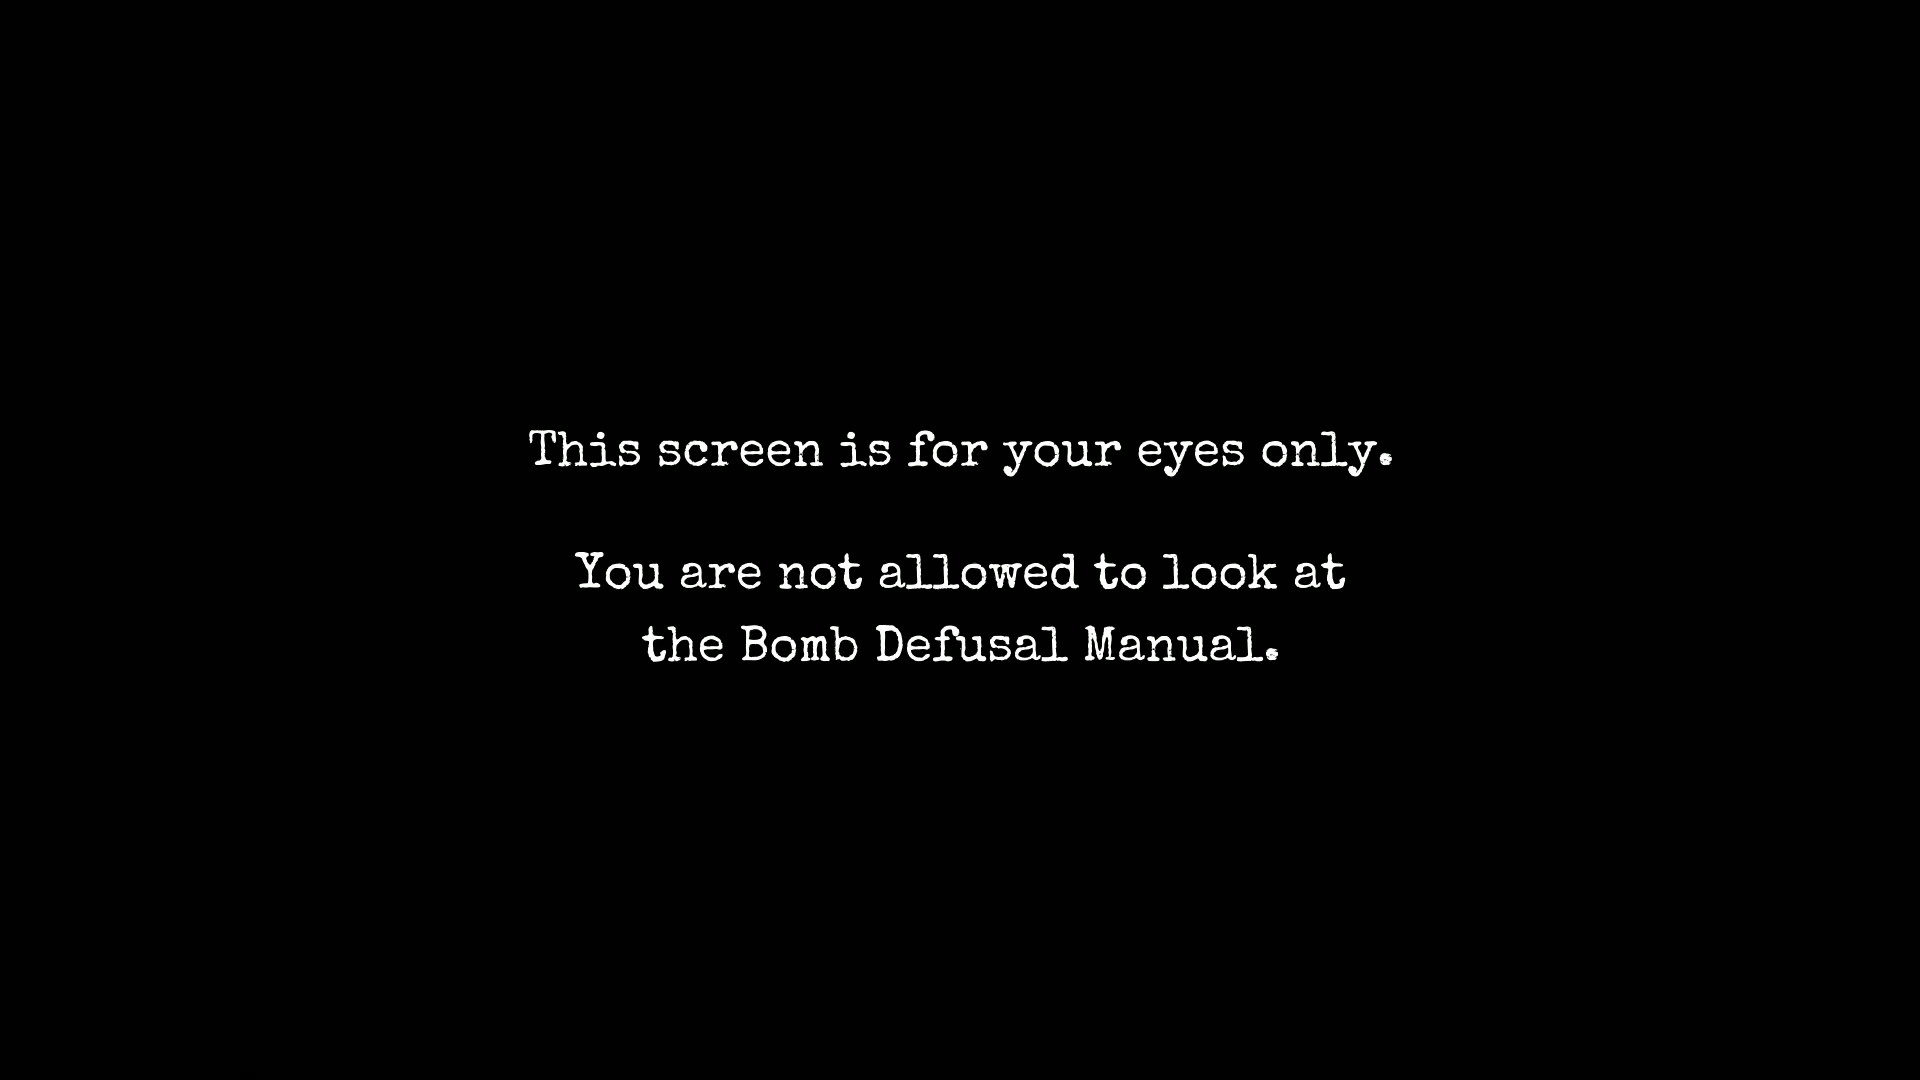 This screen is for your eyes only.
You are not allowed to look at
the Bomb Defusal Manual.